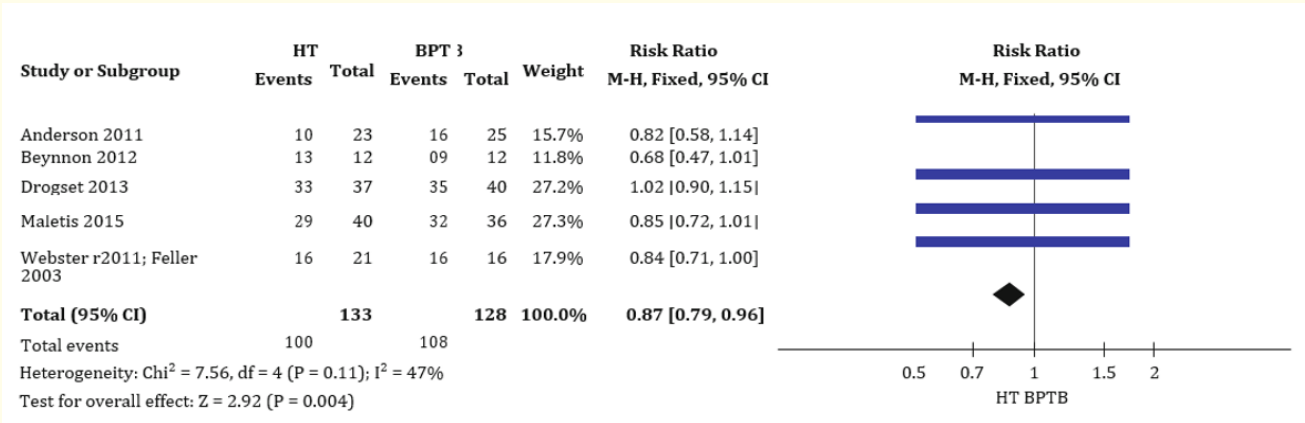 HT BPT 3 Risk Ratio Risk Ratio
Study or Subgroup Events Total Events Total Weight M-H, Fixed, 95% CI M-H, Fixed, 95% CI
Anderson 2011 10 23 16 25 15.7% 0.82 [0.58, 1.14]
Beynnon 2012 13 12 09 12 11.8% 0.68 [0.47, 1.01]
Drogset 2013 33 37 35 40 27.2% 1.02 |0.90, 1.15|
Maletis 2015 29 40 32 36 27.3% 0.85 |0.72, 1.01|
Webster r2011; Feller 16 21 16 16 17.9% 0.84 [0.71, 1.00]
2003
Total (95% CI) 133 128 100.0% 0.87 [0.79, 0.96]
Total events 100 108
Heterogeneity: Chi² = 7.56, df = 4 (P = 0.11); I² = 47%
Test for overall effect: Z = 2.92 (P = 0.004)
0.5 0.7 1 1.5 2
HT BPTB